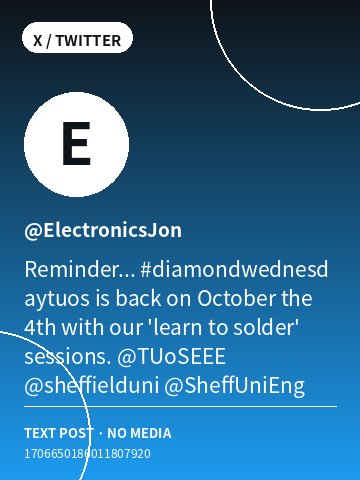 X / TWITTER
E
@ElectronicsJon
Reminder... #diamondwednesd
aytuos is back on October the
4th with our 'learn to solder'
sessions. @TUoSEEE
@sheffielduni @SheffUniEng
TEXT POST · NO MEDIA
1706650186011807920